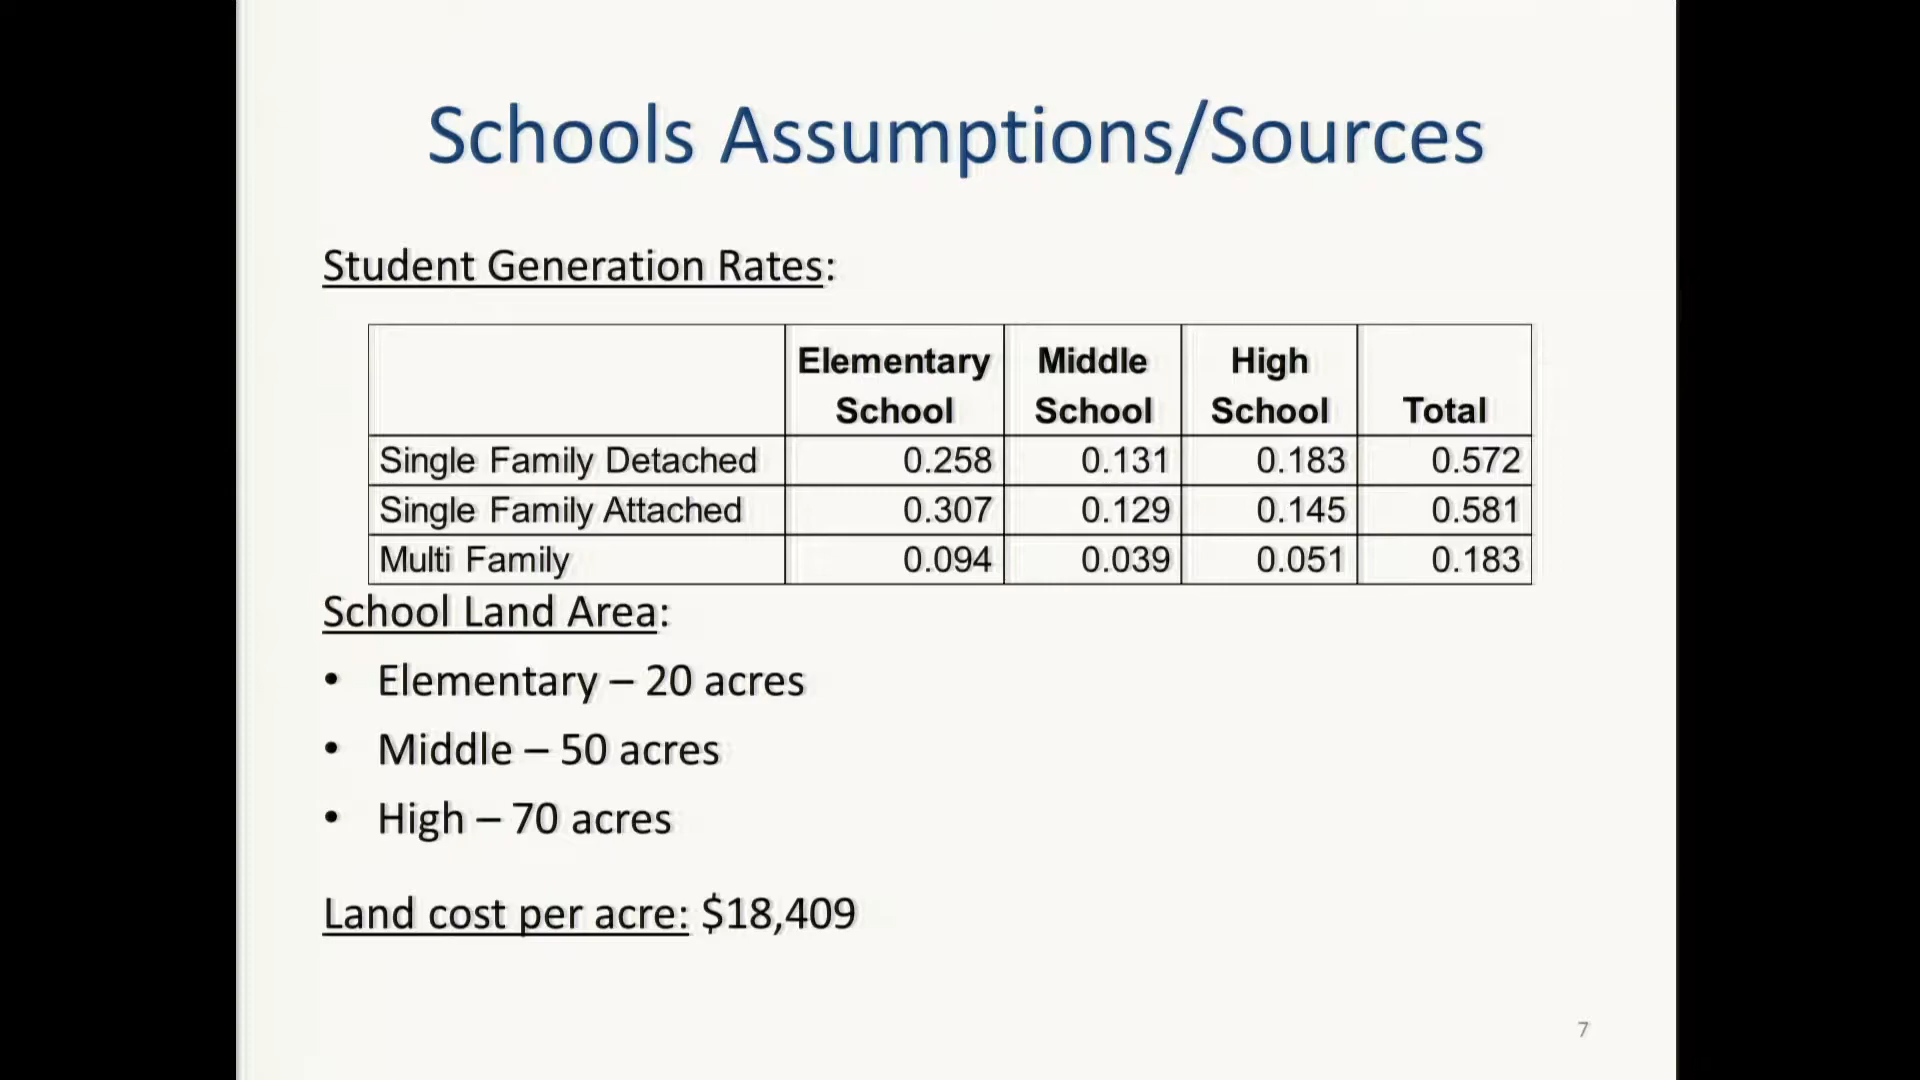 Schools Assumptions/Sources
Student Generation Rates:
Elementary School Middle School High School Total
Single Family Detached 0.258 0.131 0.183 0.572
Single Family Attached 0.307 0.129 0.145 0.581
Multi Family 0.094 0.039 0.051 0.183
School Land Area:
• Elementary – 20 acres
• Middle – 50 acres
• High – 70 acres
Land cost per acre: $18,409
7